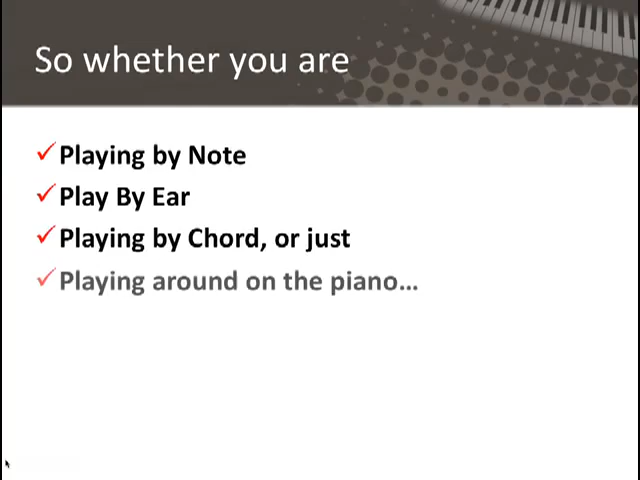 So whether you are
Playing by Note
Play By Ear
Playing by Chord, or just
Playing around on the piano...